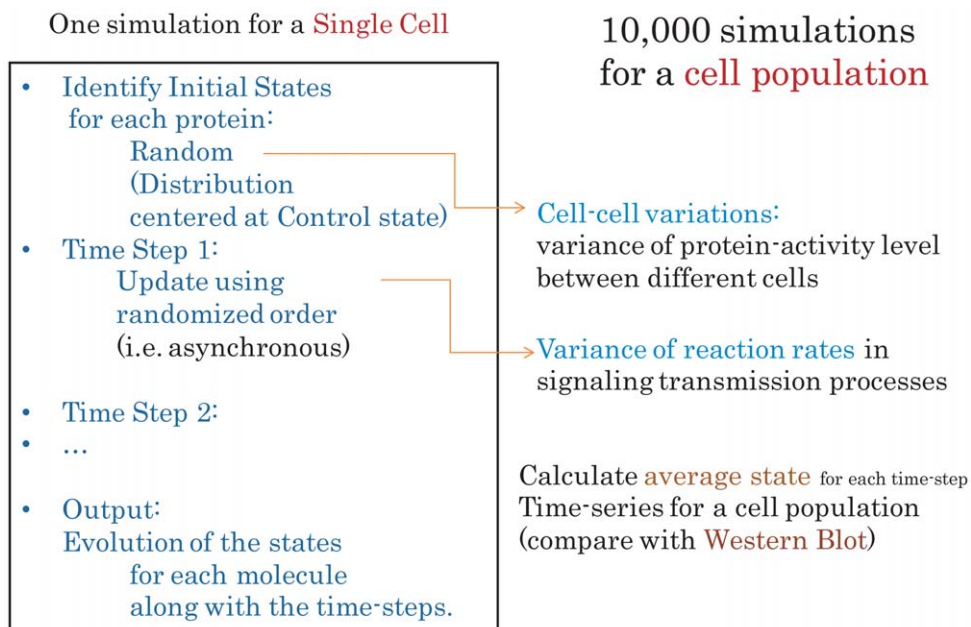 One simulation for a Single Cell
• Identify Initial States
for each protein:
Random
(Distribution
centered at Control state)
• Time Step 1:
Update using
randomized order
(i.e. asynchronous)
• Time Step 2:
• ...
• Output:
Evolution of the states
for each molecule
along with the time-steps.
10,000 simulations
for a cell population
Cell-cell variations:
variance of protein-activity level
between different cells
Variance of reaction rates in
signaling transmission processes
Calculate average state for each time-step
Time-series for a cell population
(compare with Western Blot)